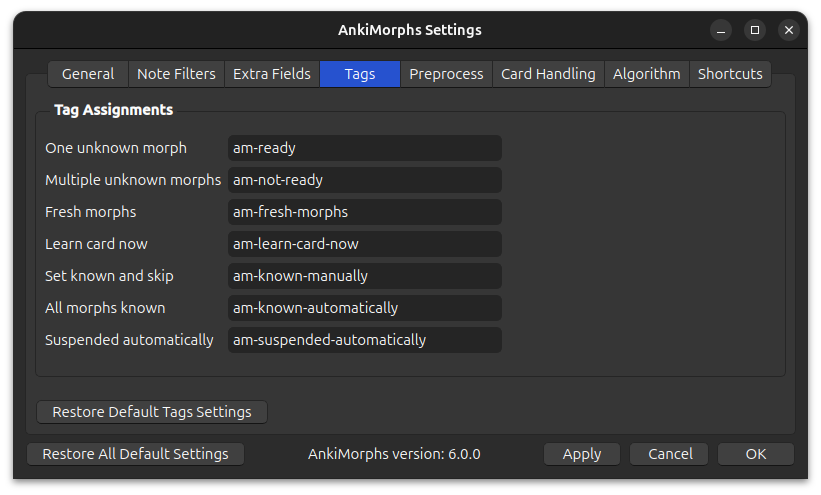 AnkiMorphs Settings
General Note Filters Extra Fields Tags Preprocess Card Handling Algorithm Shortcuts
Tag Assignments
One unknown morph am-ready
Multiple unknown morphs am-not-ready
Fresh morphs am-fresh-morphs
Learn card now am-learn-card-now
Set known and skip am-known-manually
All morphs known am-known-automatically
Suspended automatically am-suspended-automatically
Restore Default Tags Settings
Restore All Default Settings AnkiMorphs version: 6.0.0 Apply Cancel OK